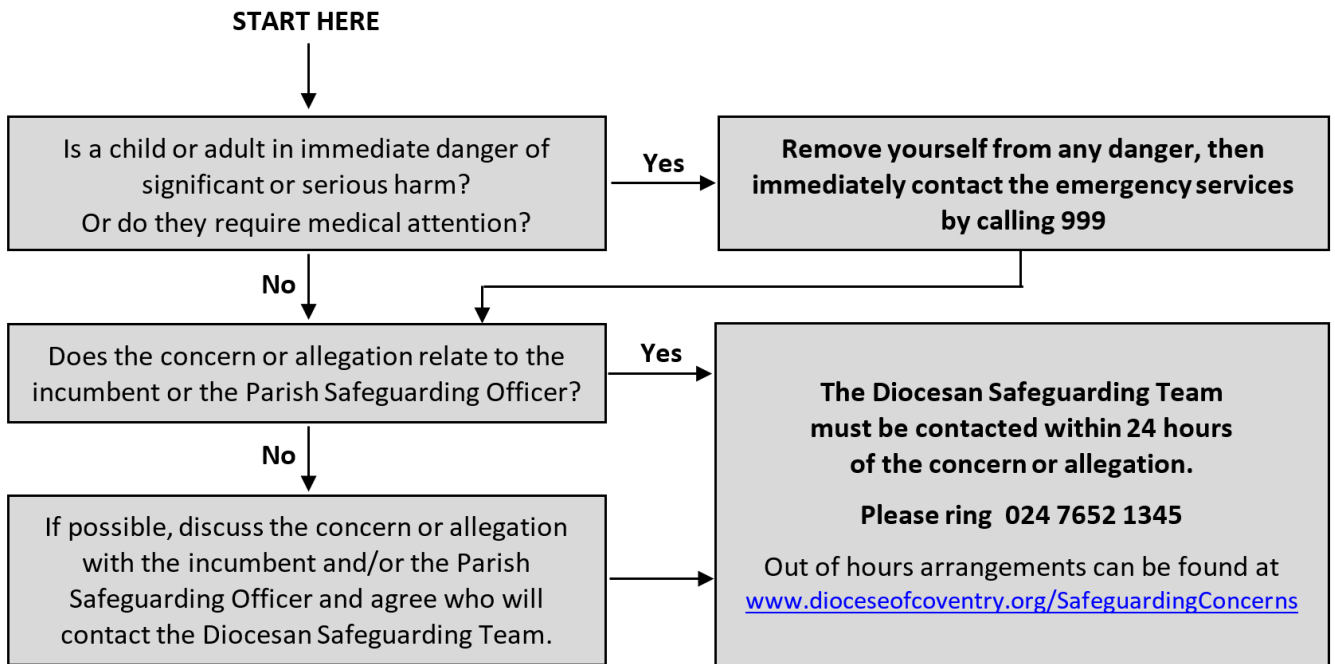 START HERE
Is a child or adult in immediate danger of
significant or serious harm?
Or do they require medical attention?
Yes
Remove yourself from any danger, then
immediately contact the emergency services
by calling 999
No
Does the concern or allegation relate to the
incumbent or the Parish Safeguarding Officer?
Yes
The Diocesan Safeguarding Team
must be contacted within 24 hours
of the concern or allegation.
Please ring 024 7652 1345
Out of hours arrangements can be found at
www.dioceseofcoventry.org/SafeguardingConcerns
No
If possible, discuss the concern or allegation
with the incumbent and/or the Parish
Safeguarding Officer and agree who will
contact the Diocesan Safeguarding Team.